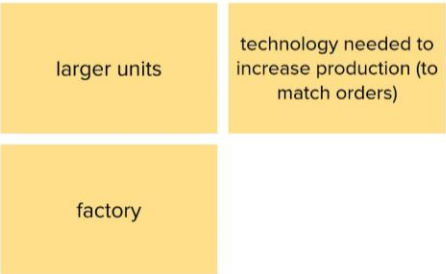 larger units
technology needed to
increase production (to
match orders)
factory